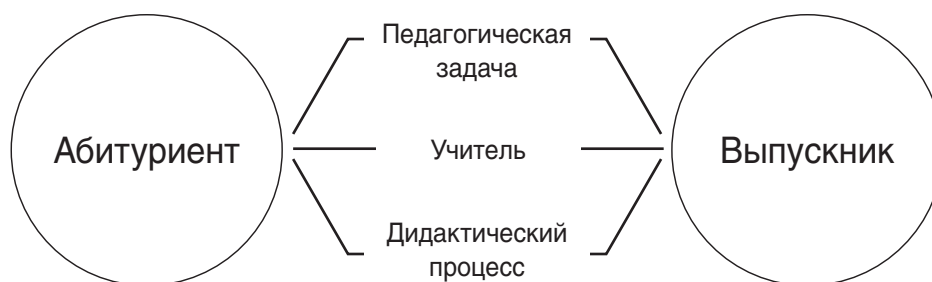 Педагогическая
задача
Абитуриент
Учитель
Выпускник
Дидактический
процесс